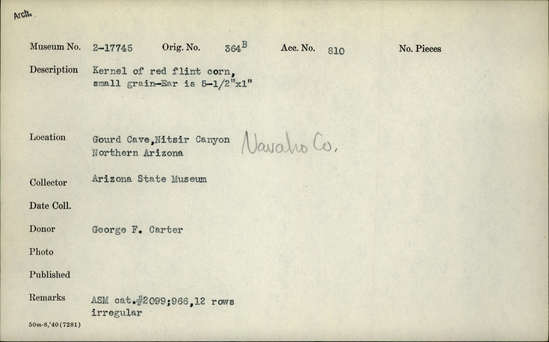 Arch.
Museum No. 2-17745 Orig. No. 364B Acc. No. 810 No. Pieces
Description Kernel of red flint corn,
small grain-Ear is 5-1/2"x1"
Location Gourd Cave,Nitsir Canyon
Northern Arizona Navaho Co.
Collector Arizona State Museum
Date Coll.
Donor George F. Carter
Photo
Published
Remarks ASM cat.#2099;966,12 rows
irregular
50m-8,'40(7281)